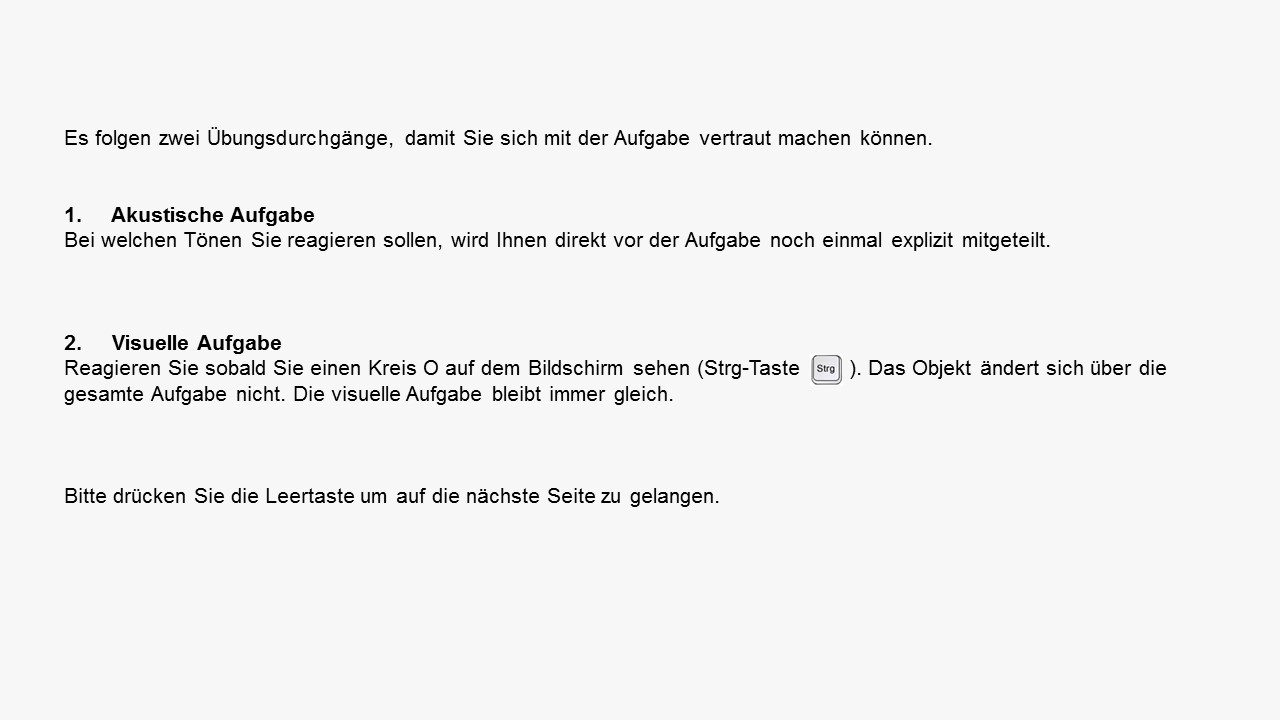 Es folgen zwei Übungsdurchgänge, damit Sie sich mit der Aufgabe vertraut machen können.
1. Akustische Aufgabe
Bei welchen Tönen Sie reagieren sollen, wird Ihnen direkt vor der Aufgabe noch einmal explizit mitgeteilt.
2. Visuelle Aufgabe
Reagieren Sie sobald Sie einen Kreis O auf dem Bildschirm sehen (Strg-Taste Strg ). Das Objekt ändert sich über die
gesamte Aufgabe nicht. Die visuelle Aufgabe bleibt immer gleich.
Bitte drücken Sie die Leertaste um auf die nächste Seite zu gelangen.